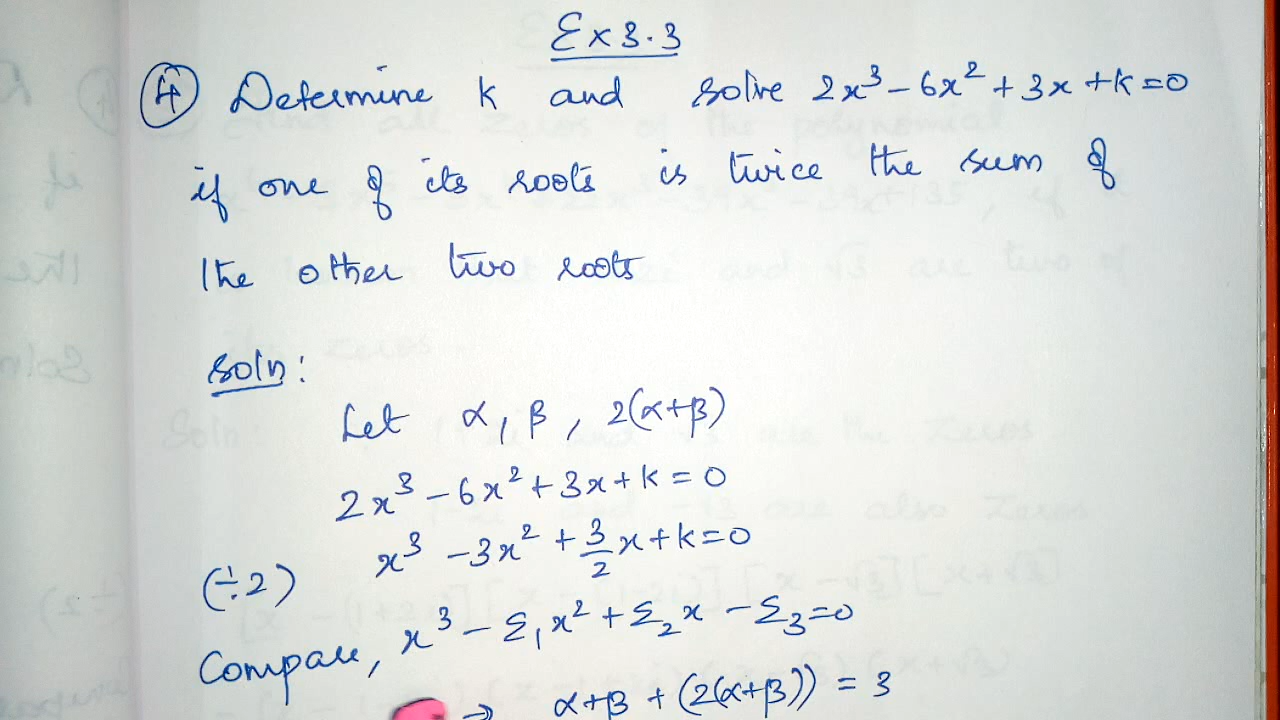 Ex 3.3
④ Determine k and solve 2x³ - 6x² + 3x + k = 0
if one of its roots is twice the sum of
the other two roots
Soln:
Let α, β, 2(α+β)
2x³ - 6x² + 3x + k = 0
(÷2) x³ - 3x² + 3/2 x + k = 0
Compare, x³ - Σ₁x² + Σ₂x - Σ₃ = 0
⇒ α+β + (2(α+β)) = 3